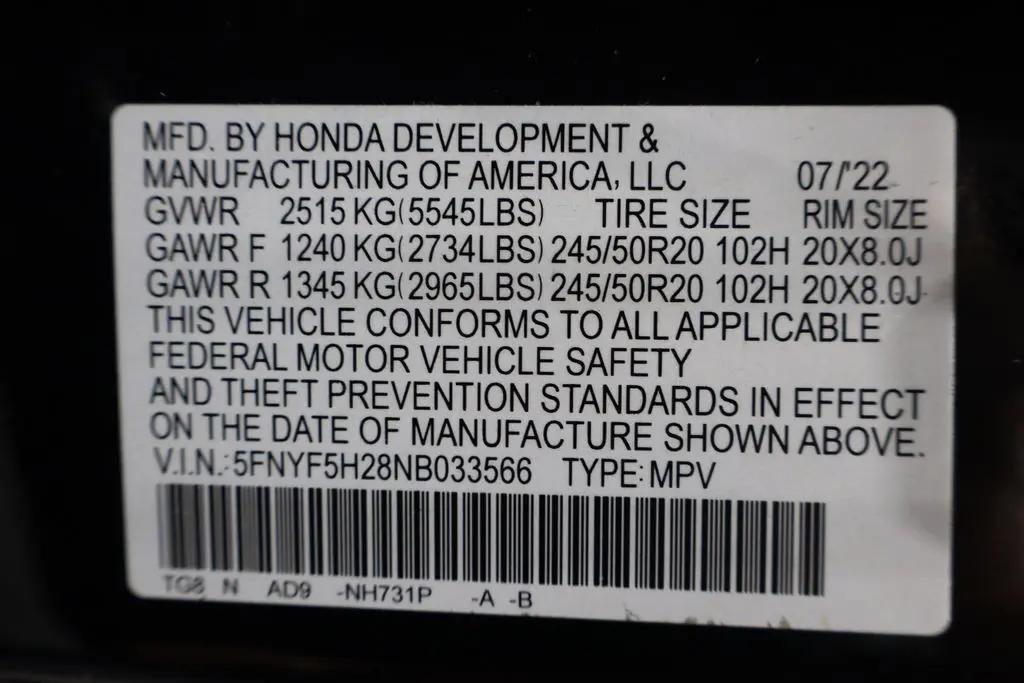 MFD. BY HONDA DEVELOPMENT &
MANUFACTURING OF AMERICA, LLC 07/'22
GVWR 2515 KG(5545LBS) TIRE SIZE RIM SIZE
GAWR F 1240 KG(2734LBS) 245/50R20 102H 20X8.0J
GAWR R 1345 KG(2965LBS) 245/50R20 102H 20X8.0J
THIS VEHICLE CONFORMS TO ALL APPLICABLE
FEDERAL MOTOR VEHICLE SAFETY
AND THEFT PREVENTION STANDARDS IN EFFECT
ON THE DATE OF MANUFACTURE SHOWN ABOVE.
V.I.N.: 5FNYF5H28NB033566 TYPE: MPV
TG8 N AD9 -NH731P -A -B